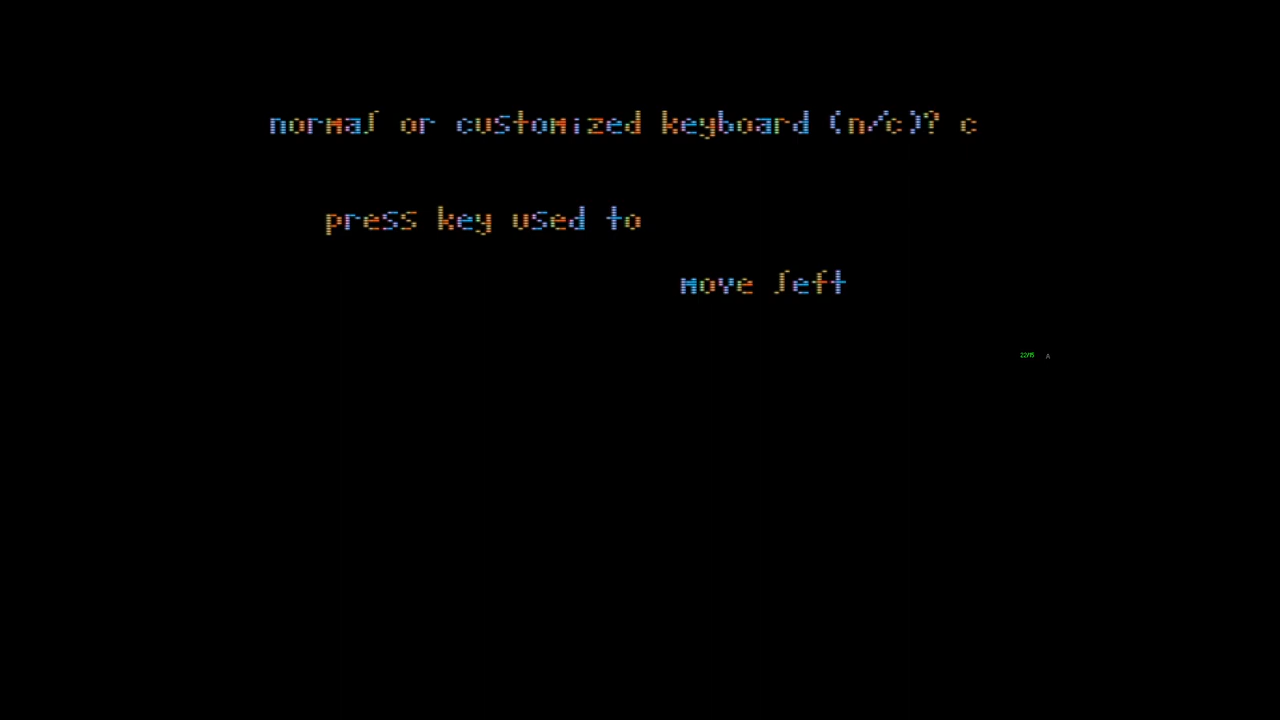 normal or customized keyboard (n/c)? c
press key used to
move left